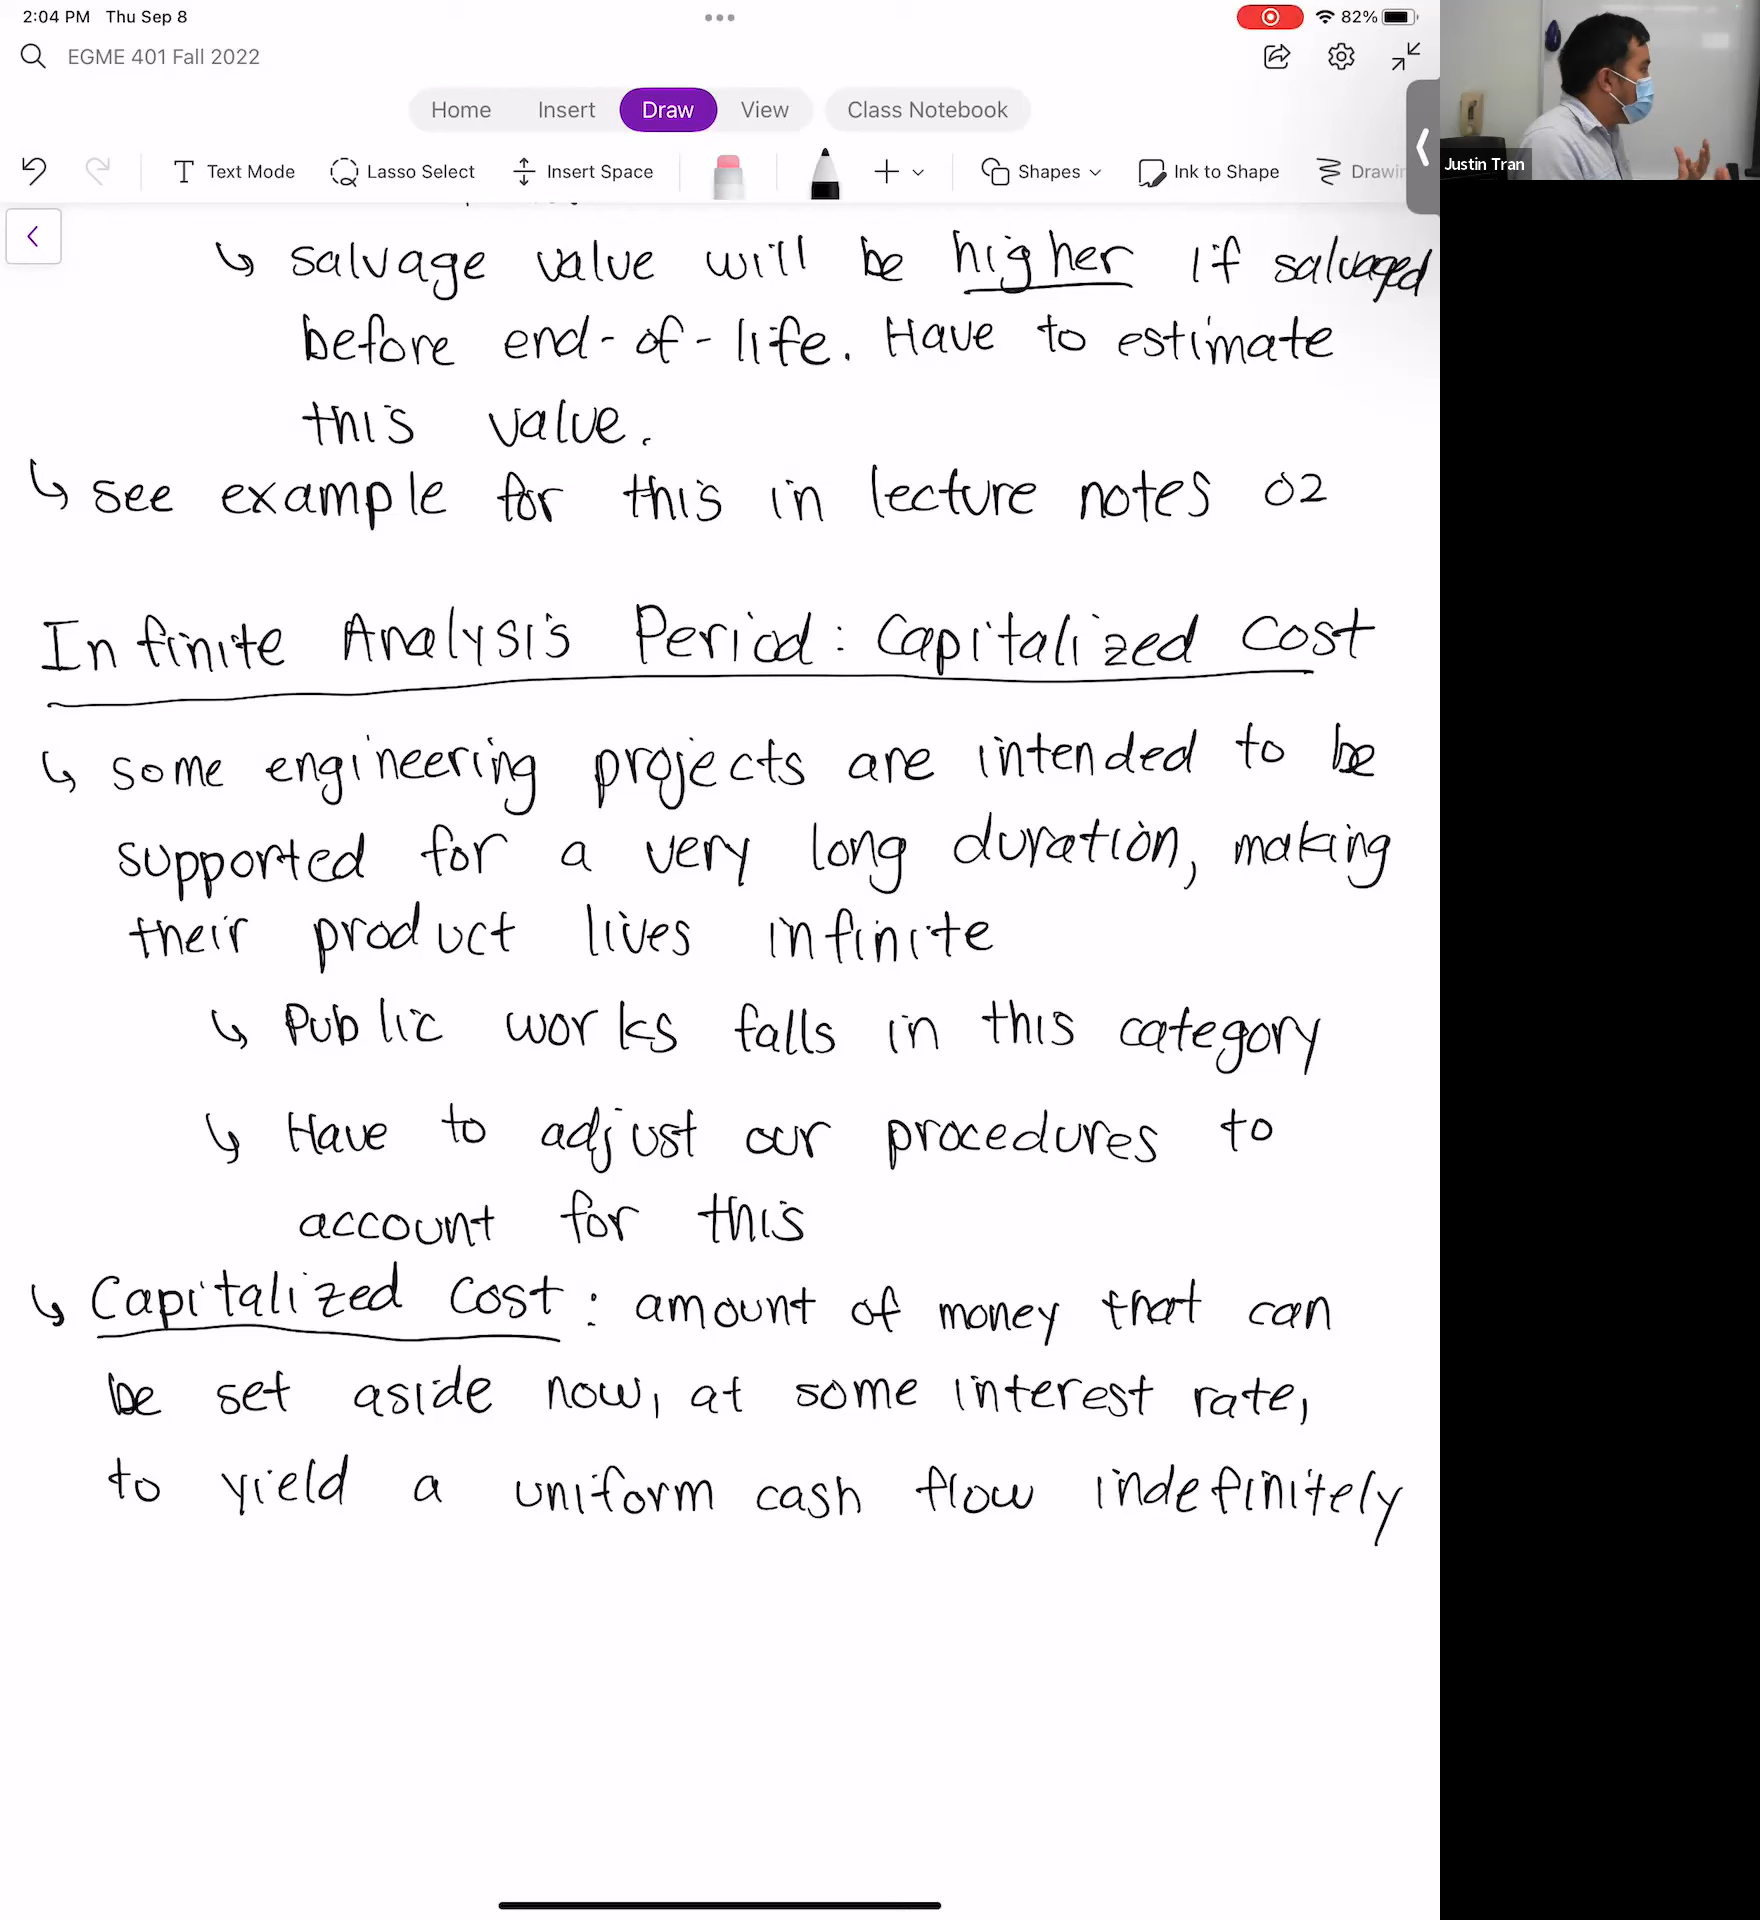 2:04 PM Thu Sep 8
82%
EGME 401 Fall 2022
Home Insert Draw View Class Notebook
Text Mode Lasso Select Insert Space Shapes Ink to Shape Drawi
Justin Tran
↳ salvage value will be higher if salvaged
before end-of-life. Have to estimate
this value.
↳ see example for this in lecture notes 02
Infinite Analysis Period: Capitalized Cost
↳ some engineering projects are intended to be
supported for a very long duration, making
their product lives infinite
↳ Public works falls in this category
↳ Have to adjust our procedures to
account for this
↳ Capitalized Cost: amount of money that can
be set aside now, at some interest rate,
to yield a uniform cash flow indefinitely